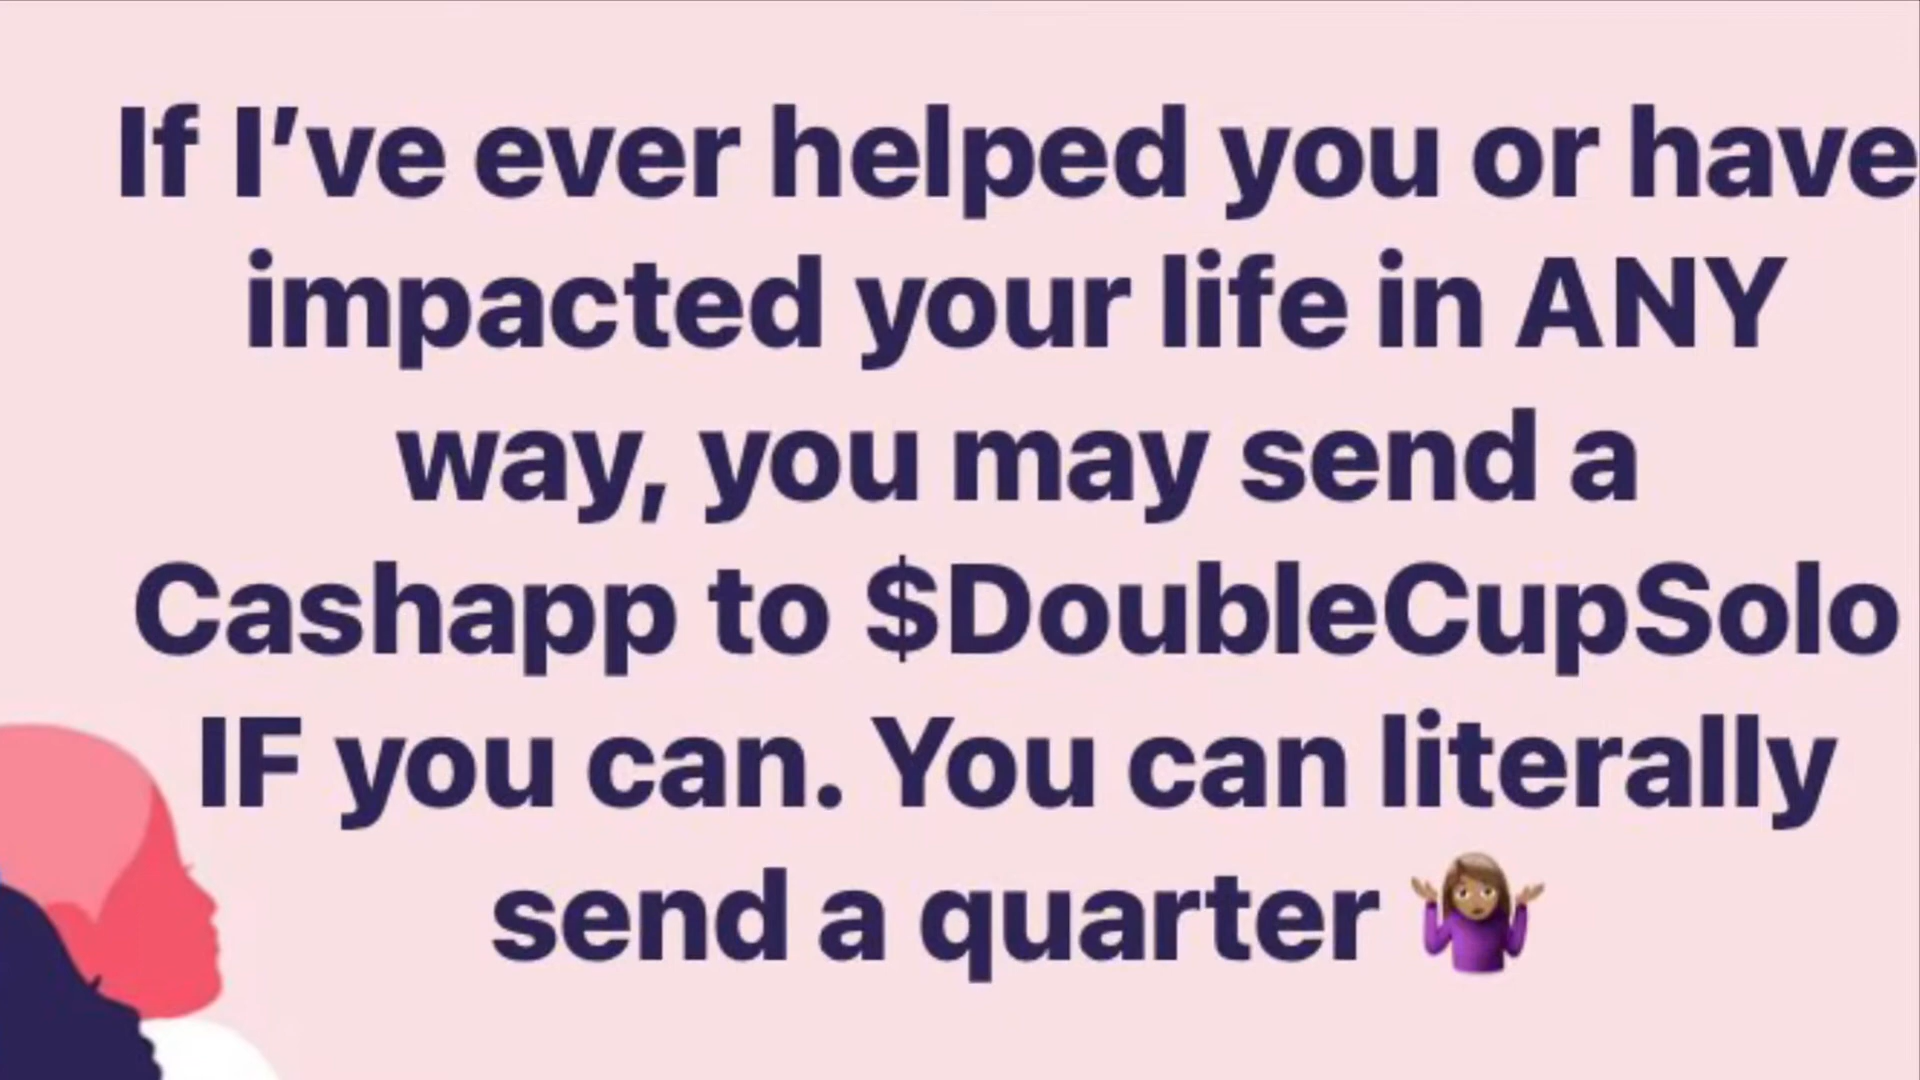 If I’ve ever helped you or have
impacted your life in ANY
way, you may send a
Cashapp to $DoubleCupSolo
IF you can. You can literally
send a quarter 🤷🏽‍♀️